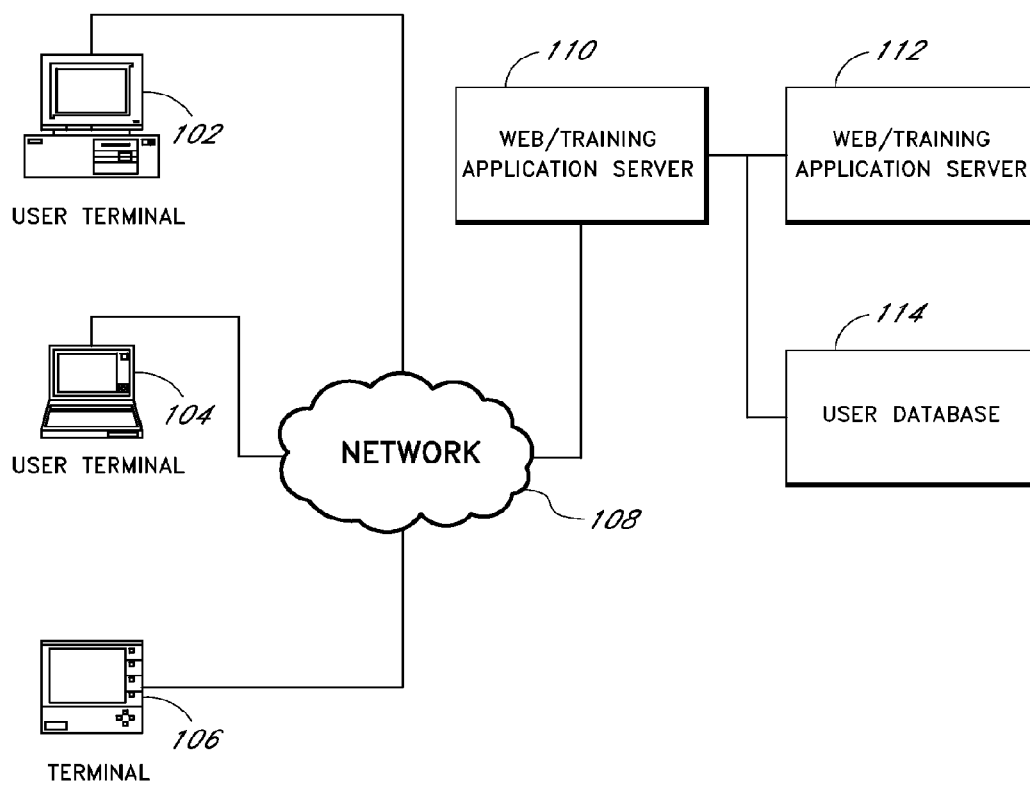 110
112
102
WEB/TRAINING
APPLICATION SERVER
WEB/TRAINING
APPLICATION SERVER
USER TERMINAL
114
104
USER DATABASE
NETWORK
USER TERMINAL
108
106
TERMINAL